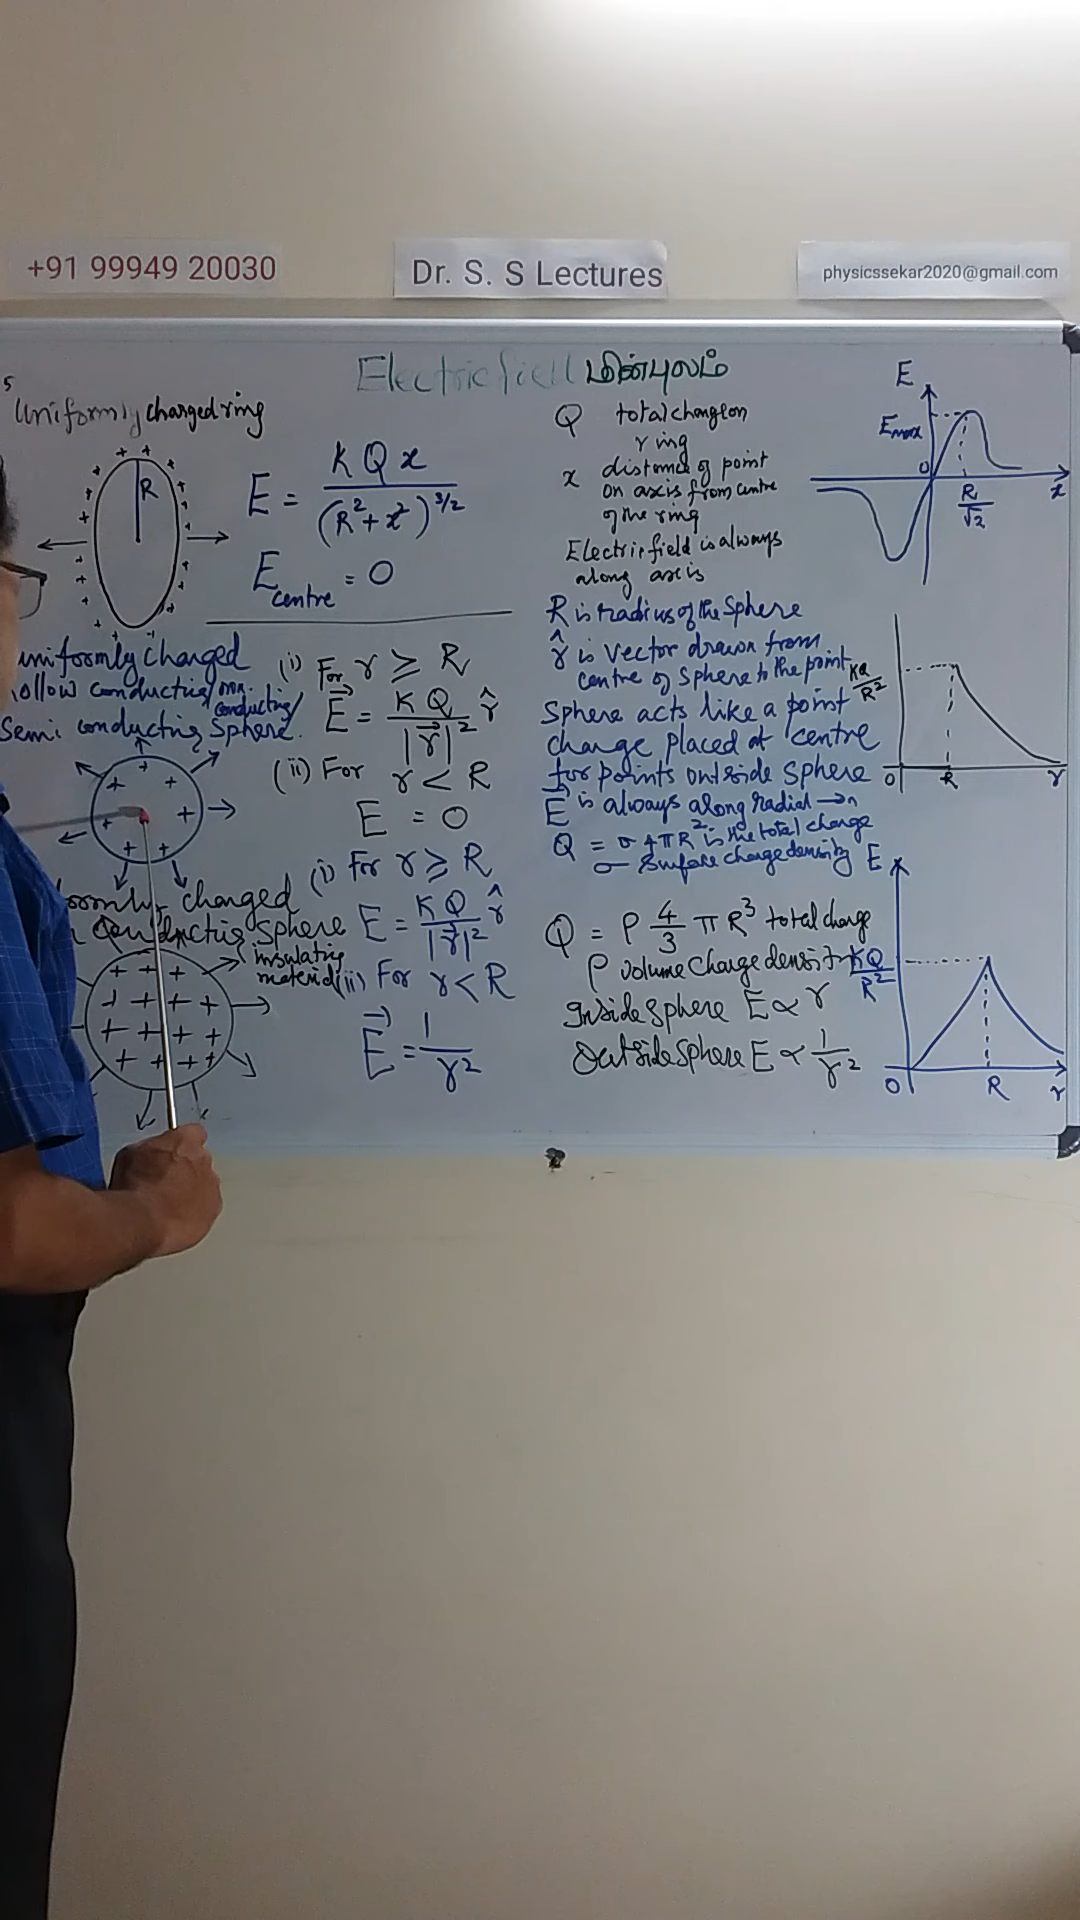 +91 99949 20030
Dr. S. S Lectures
physicssekar2020@gmail.com
Electric field மின்புலம்
5
Uniformly charged ring
R
E = KQx / (R² + x²)^3/2
E centre = 0
Q total charge on
ring
x distance of point
on axis from centre
of the ring
Electric field is always
along axis
E
Emax
0
R/√2
x
uniformly charged
ollow conducting/non.
conducting/
Semi conducting Sphere.
(i) For r ≥ R
E⃗ = KQ / |r⃗|² r̂
(ii) For r < R
E = 0
R is radius of the Sphere
r̂ is vector drawn from
centre of Sphere to the point
Sphere acts like a point
charge placed at centre
for points outside sphere
E⃗ is always along radial →n
Q = σ 4πR² is the total charge
σ – Surface charge density
KQ/R²
0
R
r
ormly charged
conducting sphere
insulating
material
(i) For r ≥ R
E = KQ / |r⃗|² r̂
(ii) For r < R
E⃗ = 1/r²
Q = ρ 4/3 π R³ total charge
ρ volume charge density
Inside sphere E ∝ r
Outside Sphere E ∝ 1/r²
E
KQ/R²
0
R
r